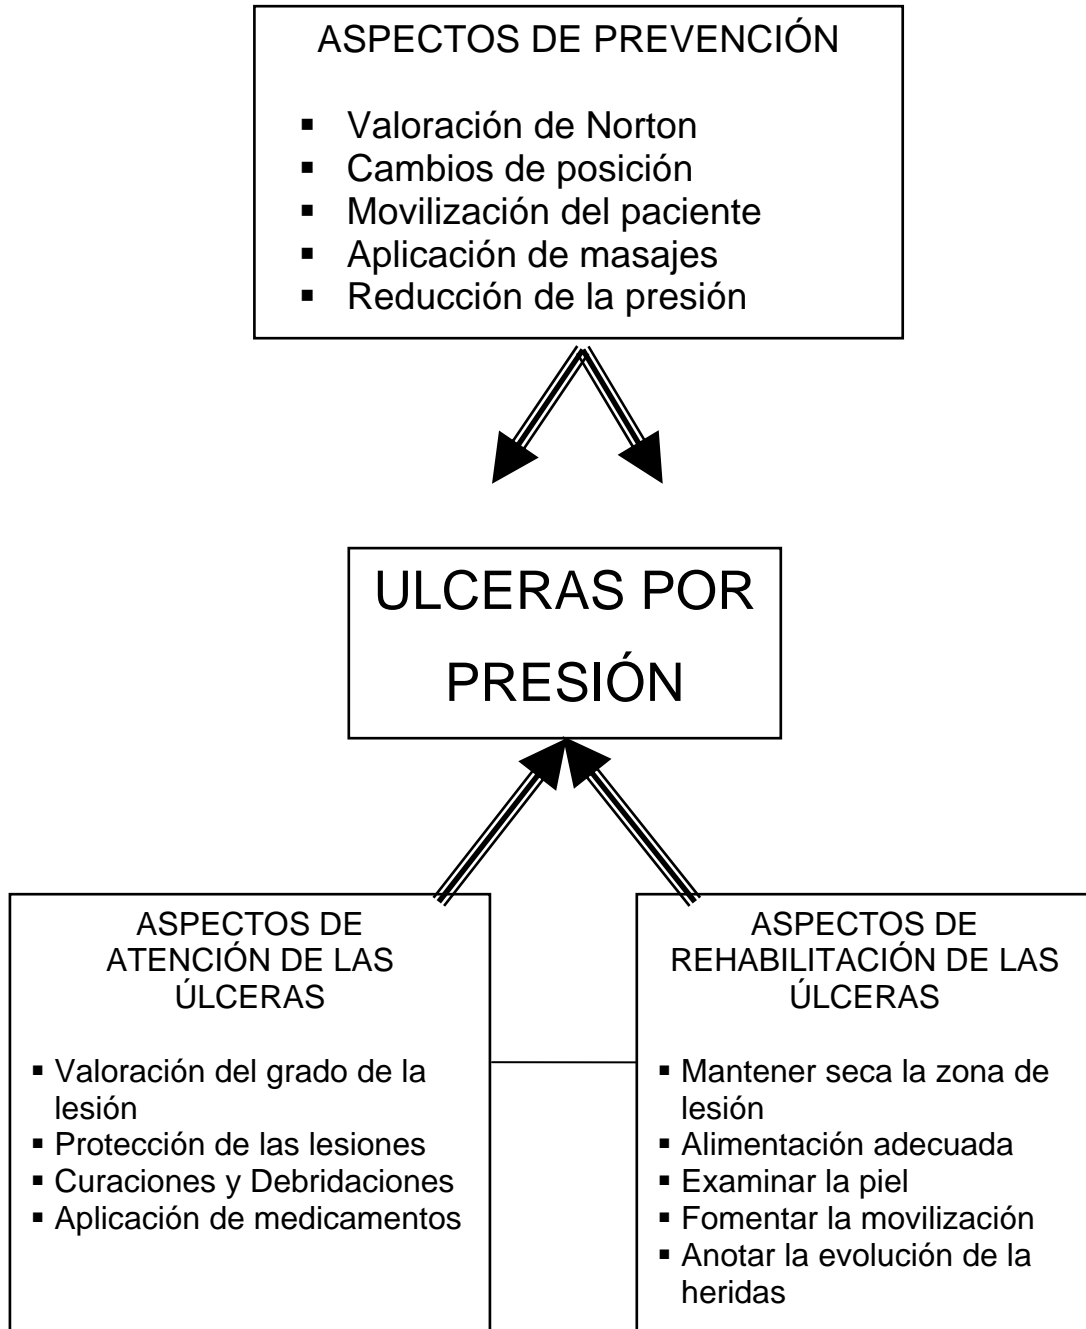 ASPECTOS DE PREVENCIÓN
▪ Valoración de Norton
▪ Cambios de posición
▪ Movilización del paciente
▪ Aplicación de masajes
▪ Reducción de la presión
ULCERAS POR
PRESIÓN
ASPECTOS DE
ATENCIÓN DE LAS
ÚLCERAS
▪ Valoración del grado de la
lesión
▪ Protección de las lesiones
▪ Curaciones y Debridaciones
▪ Aplicación de medicamentos
ASPECTOS DE
REHABILITACIÓN DE LAS
ÚLCERAS
▪ Mantener seca la zona de
lesión
▪ Alimentación adecuada
▪ Examinar la piel
▪ Fomentar la movilización
▪ Anotar la evolución de la
heridas